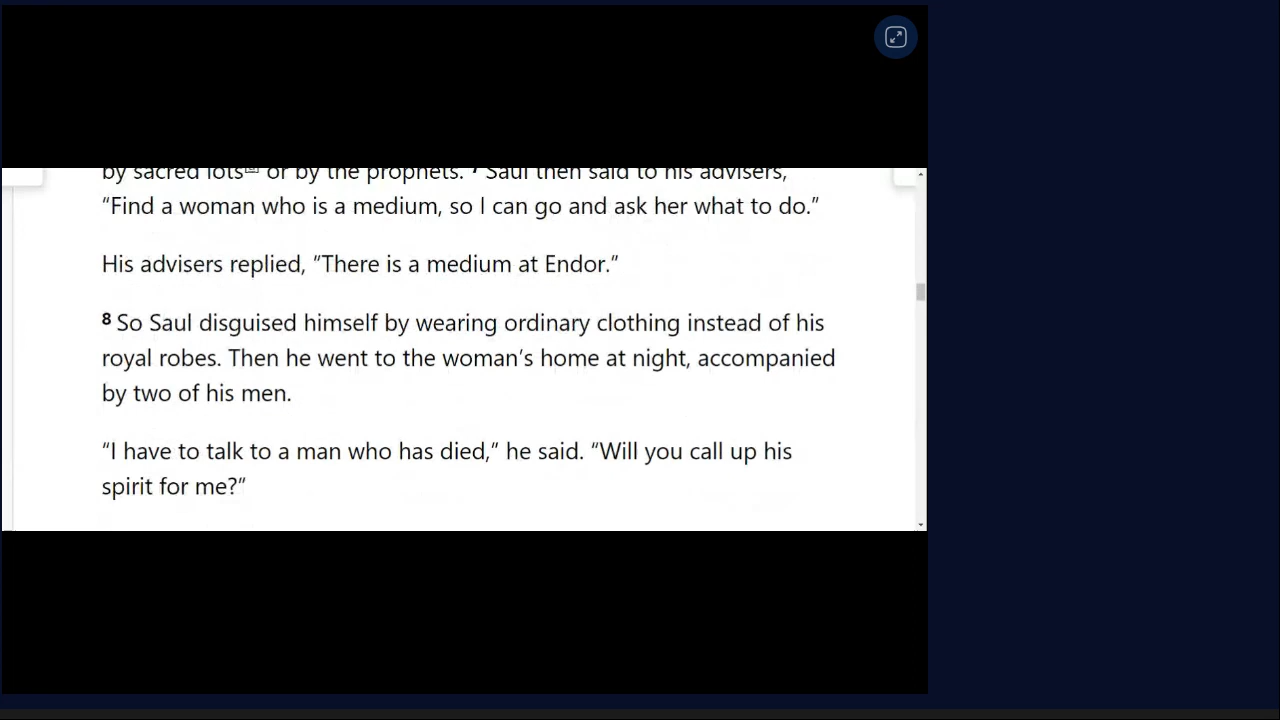 by sacred lots[a] or by the prophets. 7 Saul then said to his advisers,
“Find a woman who is a medium, so I can go and ask her what to do.”
His advisers replied, “There is a medium at Endor.”
8 So Saul disguised himself by wearing ordinary clothing instead of his
royal robes. Then he went to the woman’s home at night, accompanied
by two of his men.
“I have to talk to a man who has died,” he said. “Will you call up his
spirit for me?”